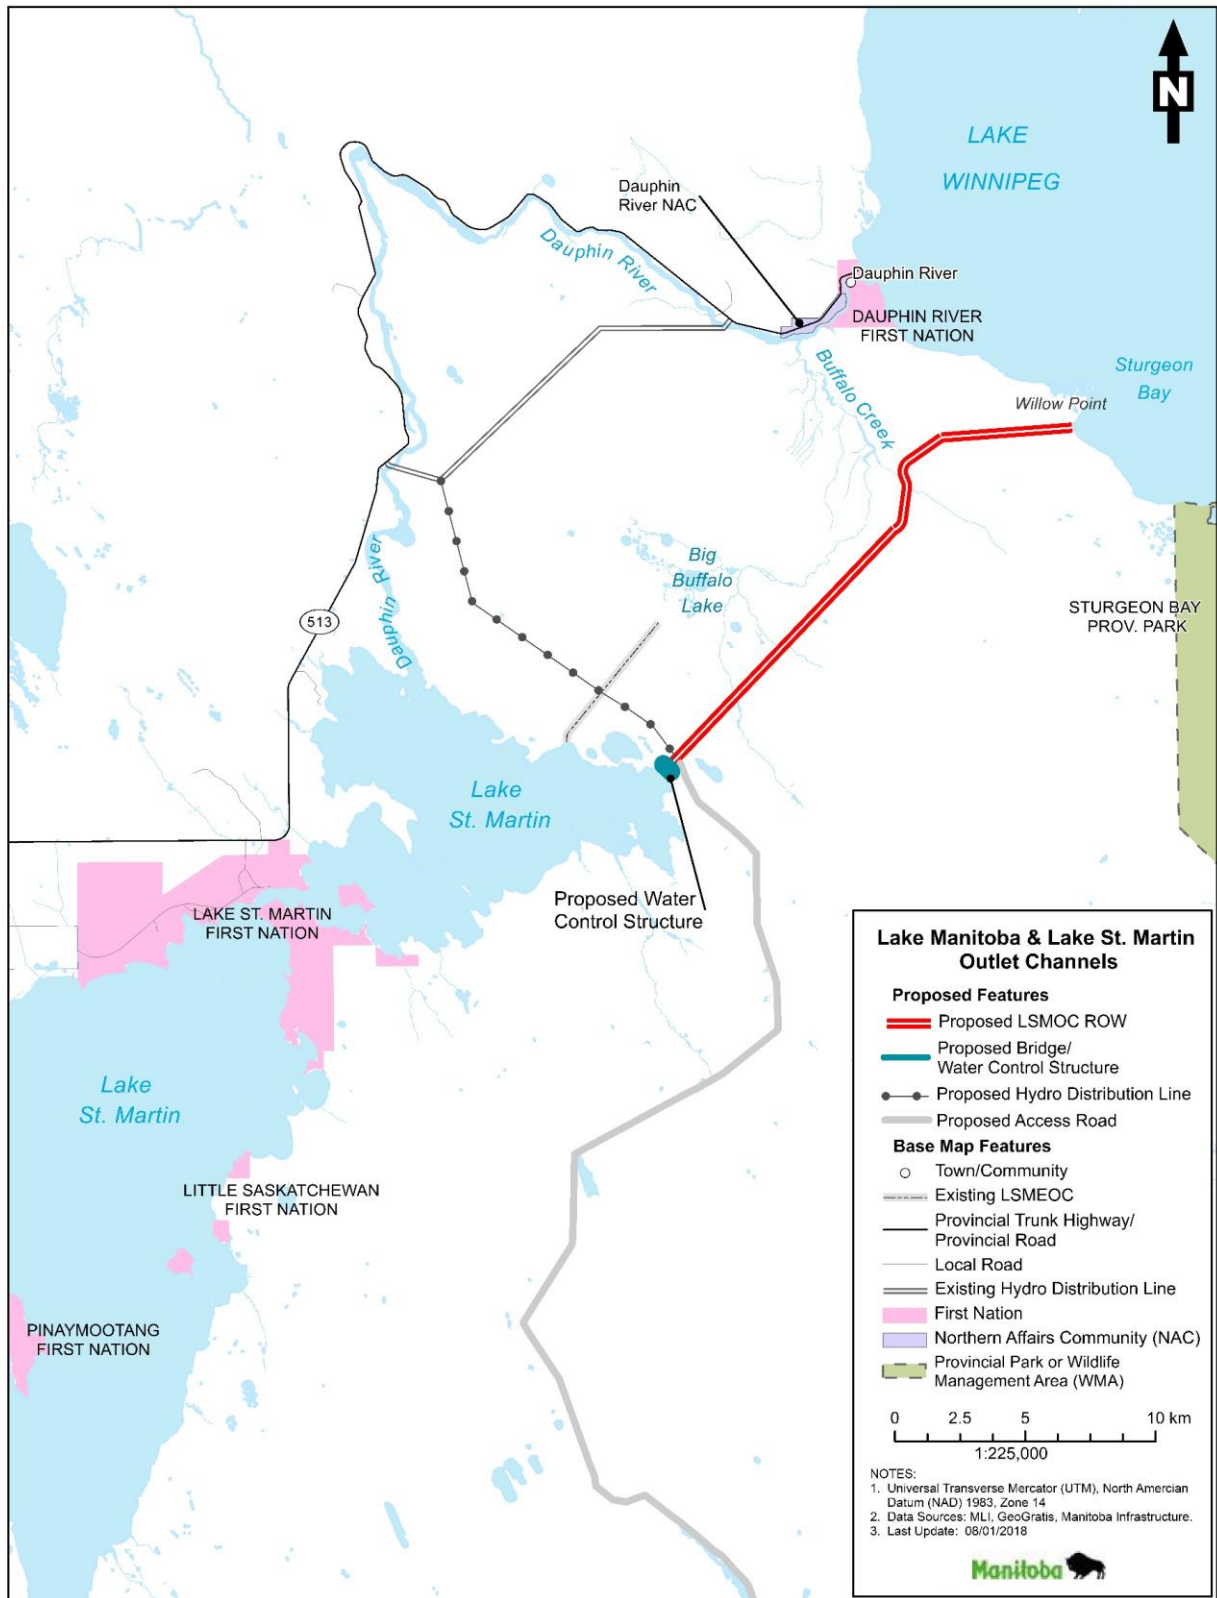 N
LAKE
WINNIPEG
Dauphin
River NAC
Dauphin River
Dauphin River
DAUPHIN RIVER
FIRST NATION
Buffalo Creek
Sturgeon
Bay
Willow Point
Big
Buffalo
Lake
STURGEON BAY
PROV. PARK
513
Dauphin River
Lake
St. Martin
Proposed Water
Control Structure
LAKE ST. MARTIN
FIRST NATION
Lake
St. Martin
LITTLE SASKATCHEWAN
FIRST NATION
PINAYMOOTANG
FIRST NATION
Lake Manitoba & Lake St. Martin
Outlet Channels
Proposed Features
Proposed LSMOC ROW
Proposed Bridge/
Water Control Structure
Proposed Hydro Distribution Line
Proposed Access Road
Base Map Features
Town/Community
Existing LSMEOC
Provincial Trunk Highway/
Provincial Road
Local Road
Existing Hydro Distribution Line
First Nation
Northern Affairs Community (NAC)
Provincial Park or Wildlife
Management Area (WMA)
0 2.5 5 10 km
1:225,000
NOTES:
1. Universal Transverse Mercator (UTM), North Amercian
Datum (NAD) 1983, Zone 14
2. Data Sources: MLI, GeoGratis, Manitoba Infrastructure.
3. Last Update: 08/01/2018
Manitoba